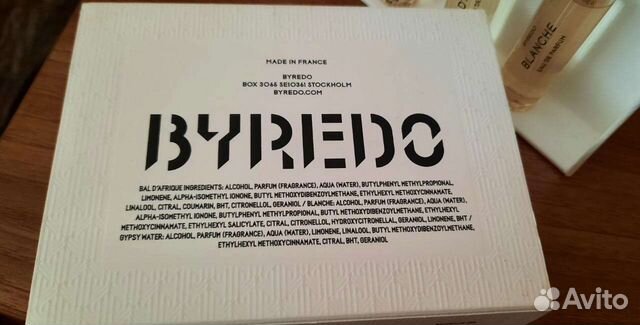 MADE IN FRANCE
BYREDO
BOX 3065 SE10361 STOCKHOLM
BYREDO.COM
BYREDO
BAL D'AFRIQUE INGREDIENTS: ALCOHOL, PARFUM (FRAGRANCE), AQUA (WATER), BUTYLPHENYL METHYLPROPIONAL,
LIMONENE, ALPHA-ISOMETHYL IONONE, BUTYL METHOXYDIBENZOYLMETHANE, ETHYLHEXYL METHOXYCINNAMATE,
LINALOOL, CITRAL, COUMARIN, BHT, CITRONELLOL, GERANIOL / BLANCHE: ALCOHOL, PARFUM (FRAGRANCE), AQUA (WATER),
ALPHA-ISOMETHYL IONONE, BUTYLPHENYL METHYLPROPIONAL, BUTYL METHOXYDIBENZOYLMETHANE, ETHYLHEXYL
METHOXYCINNAMATE, ETHYLHEXYL SALICYLATE, CITRAL, CITRONELLOL, HYDROXYCITRONELLAL, GERANIOL, LIMONENE, BHT /
GYPSY WATER: ALCOHOL, PARFUM (FRAGRANCE), AQUA (WATER), LIMONENE, LINALOOL, BUTYL METHOXYDIBENZOYLMETHANE,
ETHYLHEXYL METHOXYCINNAMATE, CITRAL, BHT, GERANIOL
BYREDO
BLANCHE
EAU DE PARFUM
Avito